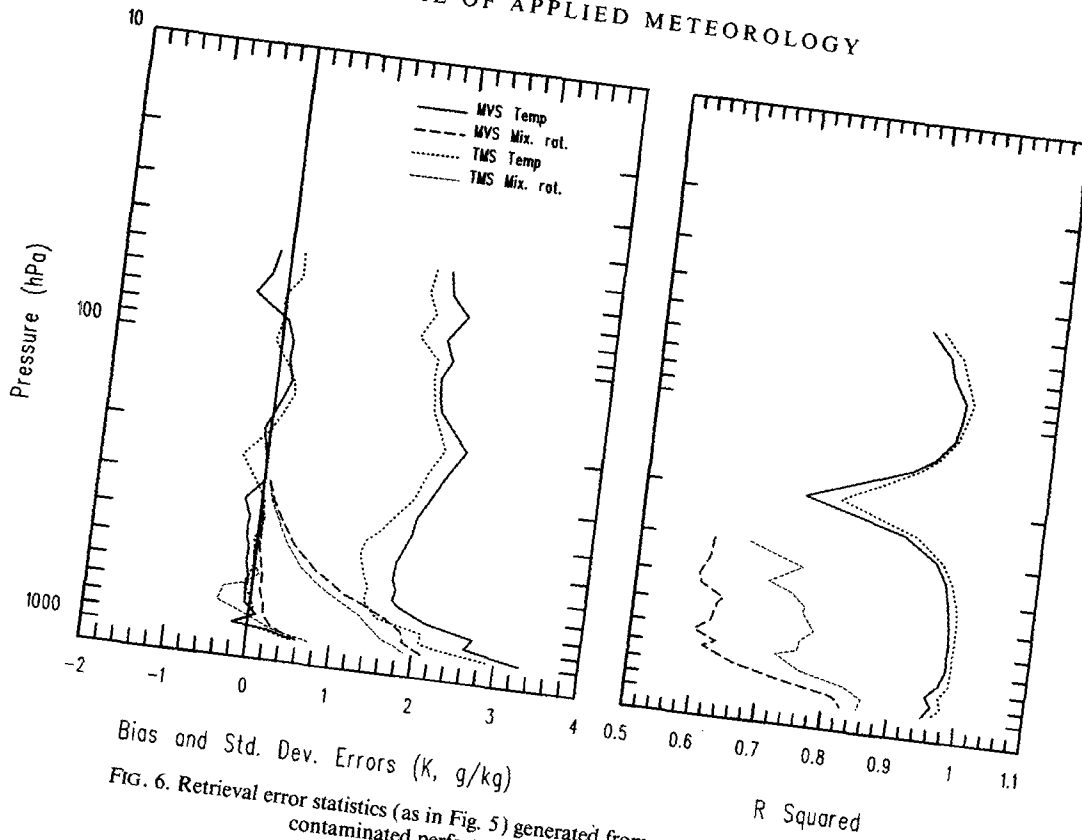 OF APPLIED METEOROLOGY
10
100
1000
Pressure (hPa)
MVS Temp
MVS Mix. rat.
TMS Temp
TMS Mix. rat.
-2 -1 0 1 2 3 4
Bias and Std. Dev. Errors (K, g/kg)
0.5 0.6 0.7 0.8 0.9 1 1.1
R Squared
FIG. 6. Retrieval error statistics (as in Fig. 5) generated from
contaminated